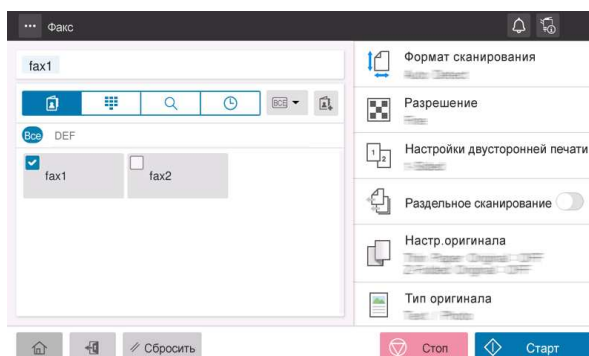 Факс
fax1
ВСЕ
Все DEF
fax1 fax2
Формат сканирования
Разрешение
Настройки двусторонней печати
Раздельное сканирование
Настр.оригинала
Тип оригинала
Сбросить
Стоп
Старт